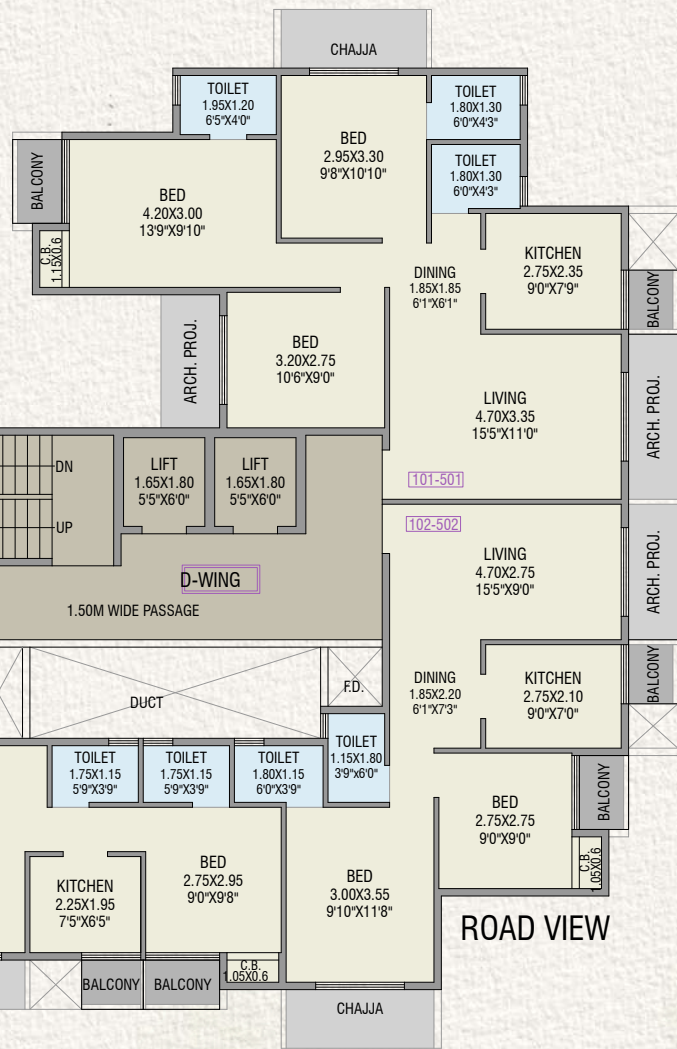 CHAJJA
TOILET
1.95X1.20
6'5"X4'0"
BED
2.95X3.30
9'8"X10'10"
TOILET
1.80X1.30
6'0"X4'3"
TOILET
1.80X1.30
6'0"X4'3"
BALCONY
BED
4.20X3.00
13'9"X9'10"
C.B.
1.15X0.6
DINING
1.85X1.85
6'1"X6'1"
KITCHEN
2.75X2.35
9'0"X7'9"
BALCONY
ARCH. PROJ.
BED
3.20X2.75
10'6"X9'0"
LIVING
4.70X3.35
15'5"X11'0"
ARCH. PROJ.
101-501
DN
UP
LIFT
1.65X1.80
5'5"X6'0"
LIFT
1.65X1.80
5'5"X6'0"
102-502
LIVING
4.70X2.75
15'5"X9'0"
ARCH. PROJ.
D-WING
1.50M WIDE PASSAGE
DUCT
F.D.
DINING
1.85X2.20
6'1"X7'3"
KITCHEN
2.75X2.10
9'0"X7'0"
BALCONY
TOILET
1.75X1.15
5'9"X3'9"
TOILET
1.75X1.15
5'9"X3'9"
TOILET
1.80X1.15
6'0"X3'9"
TOILET
1.15X1.80
3'9"x6'0"
BED
2.75X2.75
9'0"X9'0"
BALCONY
C.B.
1.05X0.6
KITCHEN
2.25X1.95
7'5"X6'5"
BED
2.75X2.95
9'0"X9'8"
BED
3.00X3.55
9'10"X11'8"
ROAD VIEW
C.B.
1.05X0.6
BALCONY
BALCONY
CHAJJA